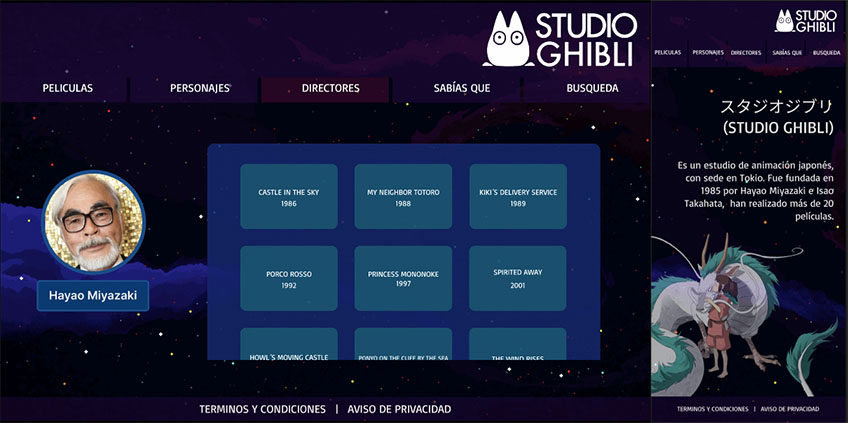 STUDIO
GHIBLI
PELICULAS
PERSONAJES
DIRECTORES
SABÍAS QUE
BUSQUEDA
Hayao Miyazaki
CASTLE IN THE SKY
1986
MY NEIGHBOR TOTORO
1988
KIKI´S DELIVERY SERVICE
1989
PORCO ROSSO
1992
PRINCESS MONONOKE
1997
SPIRITED AWAY
2001
HOWL´S MOVING CASTLE
PONYO ON THE CLIFF BY THE SEA
THE WIND RISES
TERMINOS Y CONDICIONES | AVISO DE PRIVACIDAD
STUDIO
GHIBLI
PELICULAS
PERSONAJES
DIRECTORES
SABÍAS QUE
BUSQUEDA
スタジオジブリ
(STUDIO GHIBLI)
Es un estudio de animación japonés,
con sede en Tokio. Fue fundada en
1985 por Hayao Miyazaki e Isao
Takahata, han realizado más de 20
películas.
TERMINOS Y CONDICIONES | AVISO DE PRIVACIDAD